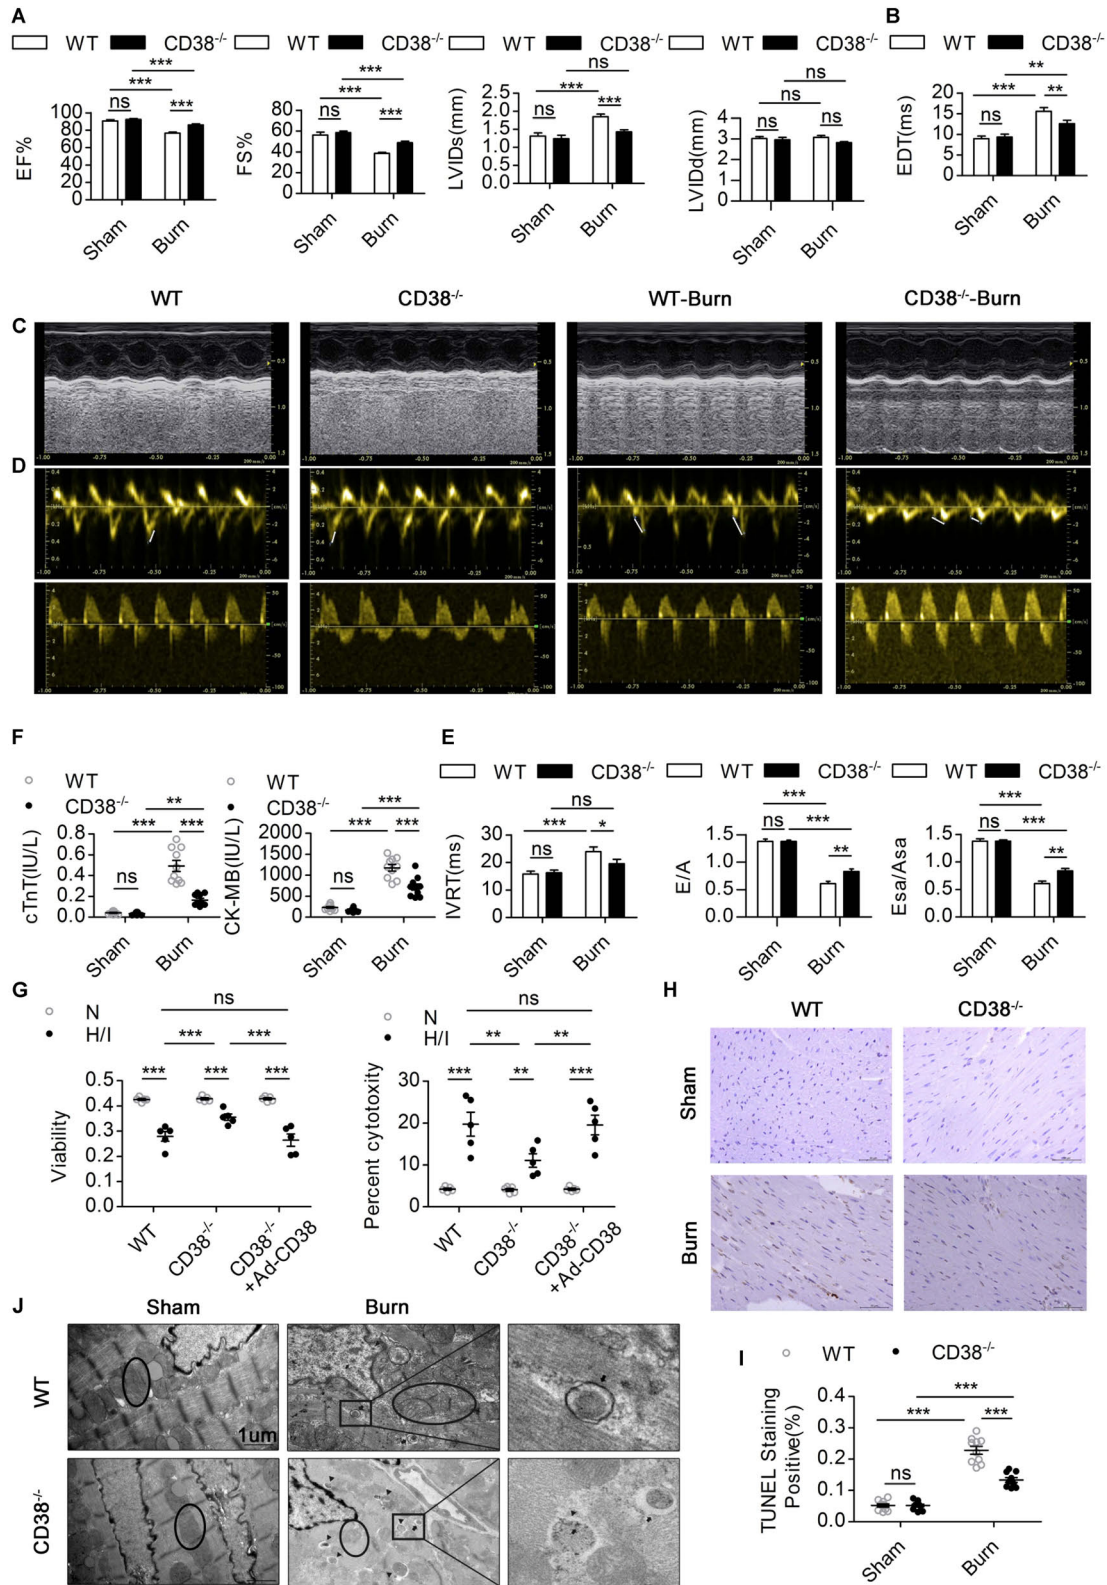 A
B
WT CD38-/- WT CD38-/- WT CD38-/- WT CD38-/- WT CD38-/-
EF%
100
80
60
40
20
0
ns
***
***
***
Sham
Burn
FS%
80
60
40
20
0
ns
***
***
***
Sham
Burn
LVIDs(mm)
2.5
2.0
1.5
1.0
0.5
0.0
ns
***
***
ns
Sham
Burn
LVIDd(mm)
4
3
2
1
0
ns
ns
ns
ns
Sham
Burn
EDT(ms)
20
15
10
5
0
ns
***
**
**
Sham
Burn
WT CD38-/- WT-Burn CD38-/--Burn
C
D
F
WT
CD38-/-
cTnT(IU/L)
0.8
0.6
0.4
0.2
0.0
ns
***
**
***
Sham
Burn
WT
CD38-/-
CK-MB(IU/L)
2000
1500
1000
500
0
ns
***
***
***
Sham
Burn
E
WT CD38-/- WT CD38-/- WT CD38-/-
IVRT(ms)
30
20
10
0
ns
***
ns
*
Sham
Burn
E/A
1.5
1.0
0.5
0.0
ns
***
***
**
Sham
Burn
Esa/Asa
1.5
1.0
0.5
0.0
ns
***
***
**
Sham
Burn
G
N
H/I
Viability
0.5
0.4
0.3
0.2
0.1
0.0
ns
*** ***
*** *** ***
WT
CD38-/-
CD38-/-
+Ad-CD38
N
H/I
Percent cytotoxity
30
20
10
0
ns
** **
*** ** ***
WT
CD38-/-
CD38-/-
+Ad-CD38
H
WT CD38-/-
Sham
Burn
J
Sham Burn
WT
1um
CD38-/-
I
WT CD38-/-
TUNEL Staining
Positive(%)
0.4
0.3
0.2
0.1
0.0
ns
***
***
***
Sham
Burn